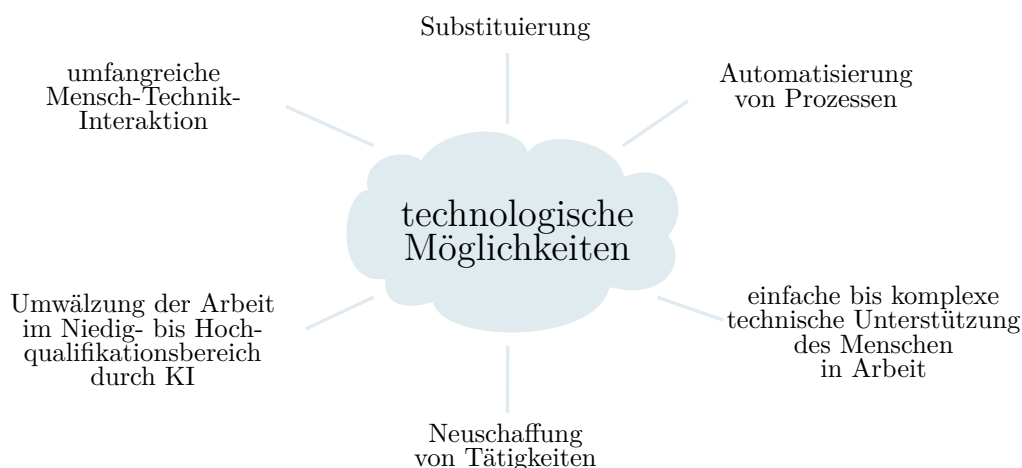 Substituierung
umfangreiche
Mensch-Technik-
Interaktion
Automatisierung
von Prozessen
technologische
Möglichkeiten
Umwälzung der Arbeit
im Niedig- bis Hoch-
qualifikationsbereich
durch KI
einfache bis komplexe
technische Unterstützung
des Menschen
in Arbeit
Neuschaffung
von Tätigkeiten